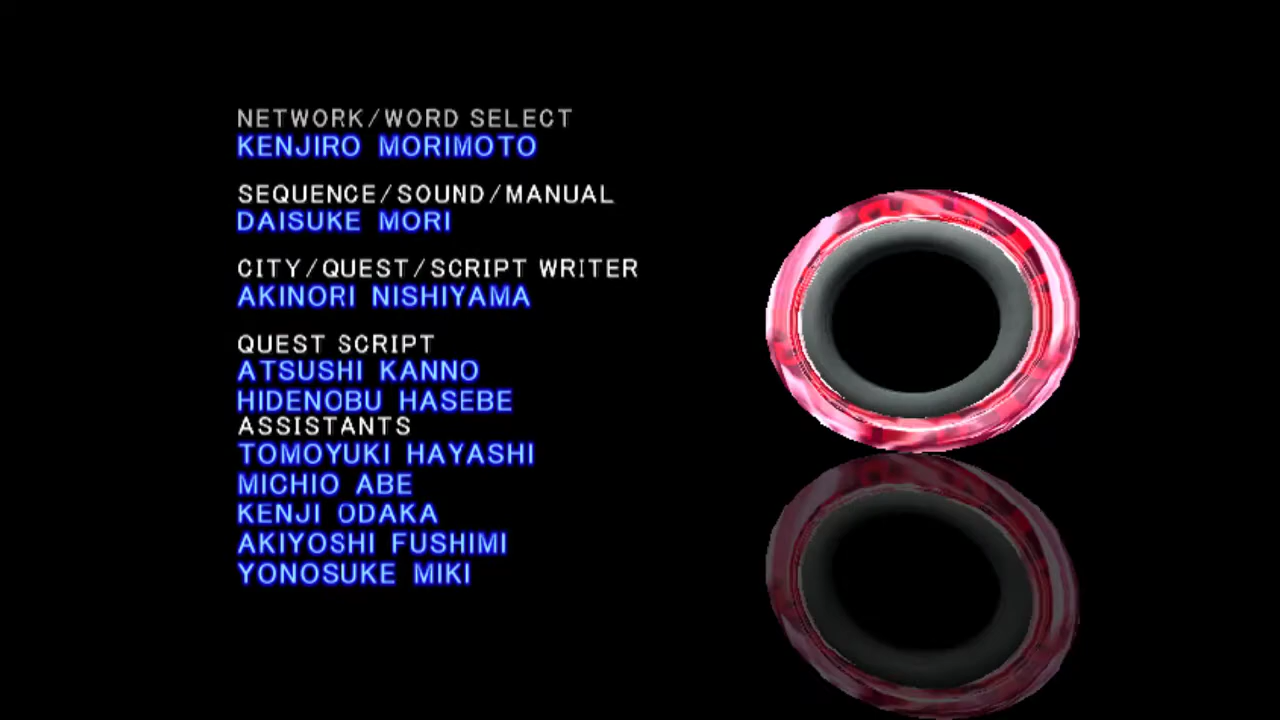 NETWORK/WORD SELECT
KENJIRO MORIMOTO
SEQUENCE/SOUND/MANUAL
DAISUKE MORI
CITY/QUEST/SCRIPT WRITER
AKINORI NISHIYAMA
QUEST SCRIPT
ATSUSHI KANNO
HIDENOBU HASEBE
ASSISTANTS
TOMOYUKI HAYASHI
MICHIO ABE
KENJI ODAKA
AKIYOSHI FUSHIMI
YONOSUKE MIKI